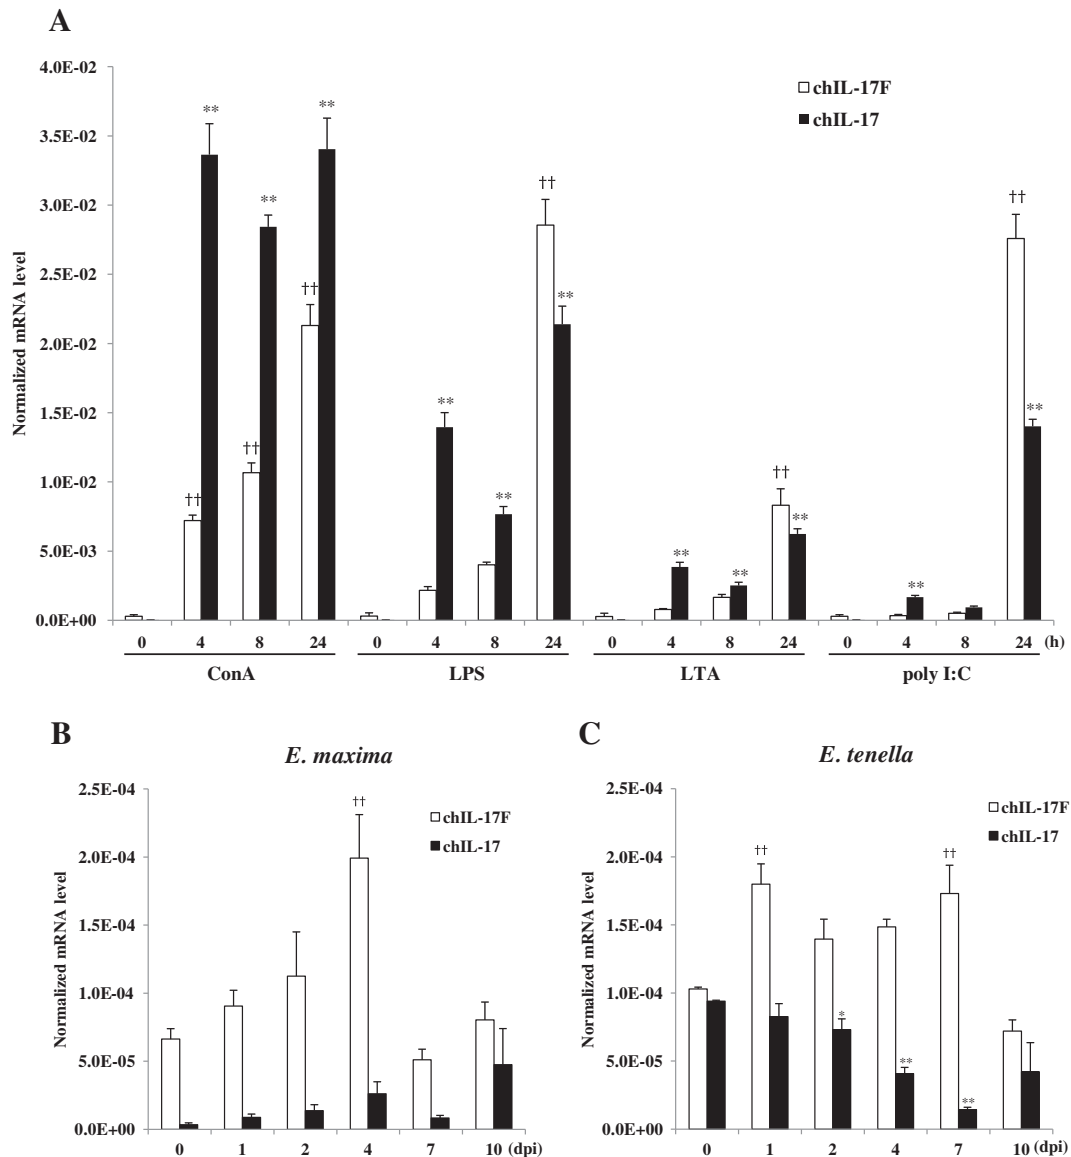 A
Normalized mRNA level
4.0E-02
3.5E-02
3.0E-02
2.5E-02
2.0E-02
1.5E-02
1.0E-02
5.0E-03
0.0E+00
chIL-17F
chIL-17
†† ** †† ** †† **
** ** †† **
** ** †† **
** †† **
0 4 8 24 0 4 8 24 0 4 8 24 0 4 8 24 (h)
ConA LPS LTA poly I:C
B
E. maxima
Normalized mRNA level
2.5E-04
2.0E-04
1.5E-04
1.0E-04
5.0E-05
0.0E+00
chIL-17F
chIL-17
††
0 1 2 4 7 10 (dpi)
C
E. tenella
Normalized mRNA level
2.5E-04
2.0E-04
1.5E-04
1.0E-04
5.0E-05
0.0E+00
chIL-17F
chIL-17
†† * ** †† **
0 1 2 4 7 10 (dpi)